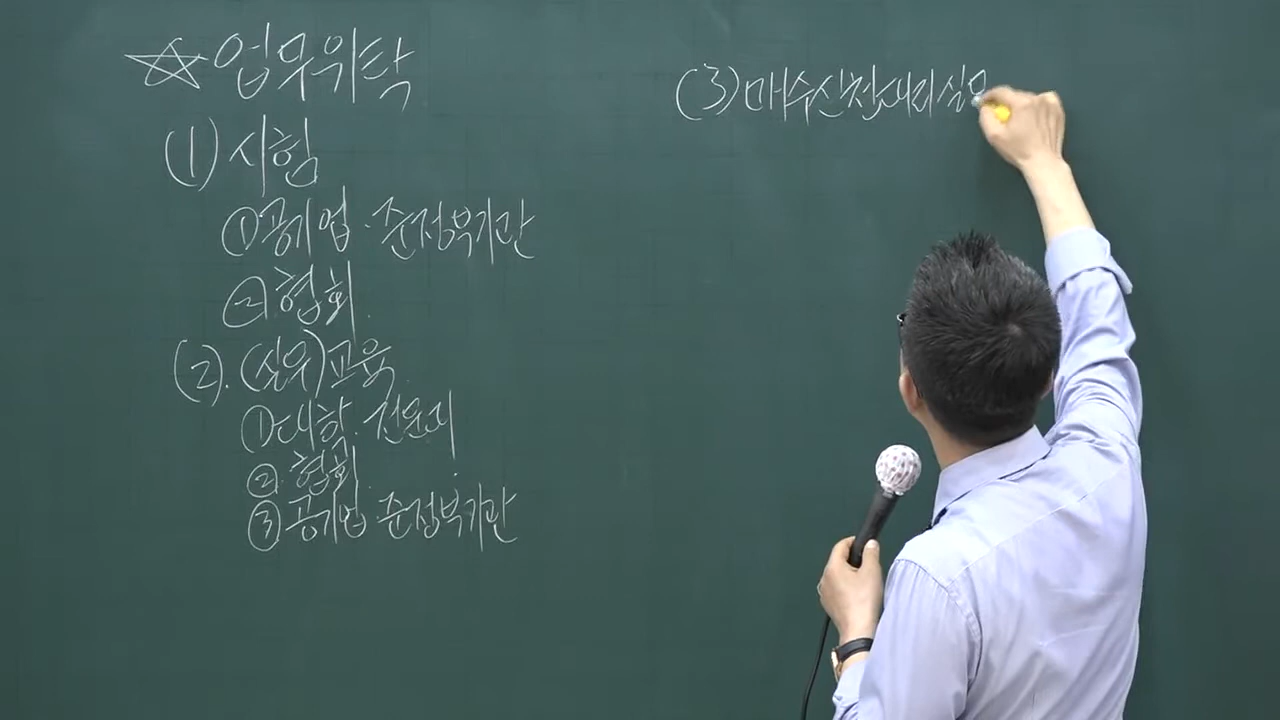 ☆업무위탁
(1) 시험
① 공기업·준정부기관
② 협회.
(2). (실무)교육.
① 대학. 전문대
② 협회.
③ 공기업·준정부기관
(3) 매수신청대리실무